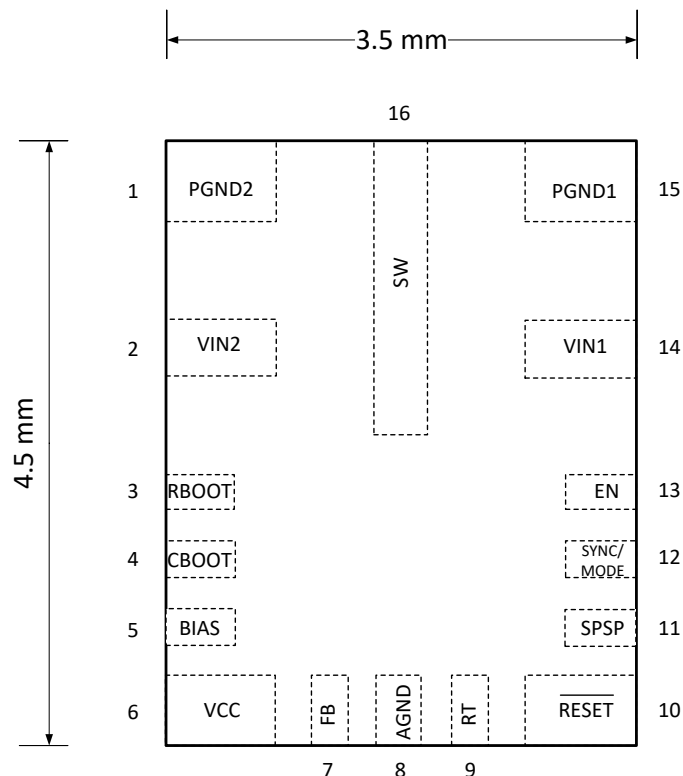 3.5 mm
16
1 PGND2 PGND1 15
SW
2 VIN2 VIN1 14
4.5 mm
3 RBOOT EN 13
4 CBOOT SYNC/
MODE 12
5 BIAS SPSP 11
6 VCC FB AGND RT RESET 10
7 8 9